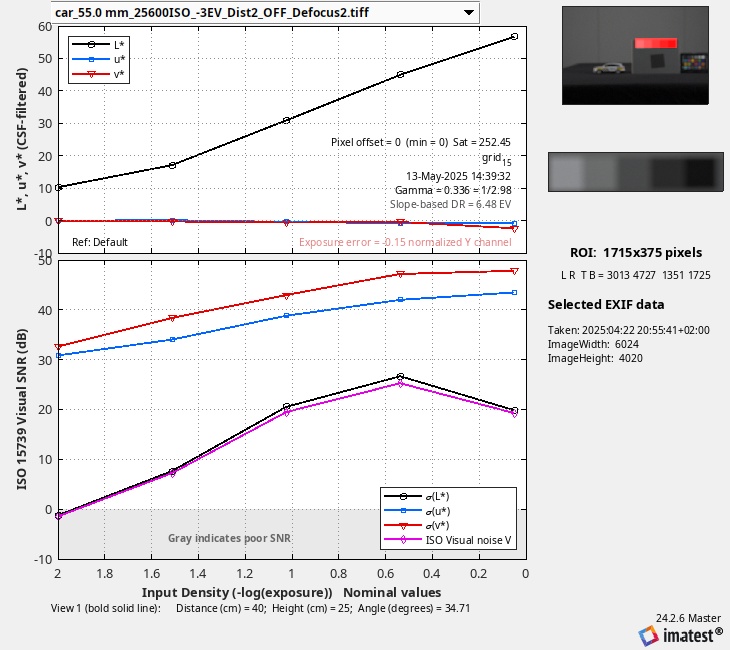 car_55.0 mm_25600ISO_-3EV_Dist2_OFF_Defocus2.tiff
L*, u*, v* (CSF-filtered)
60
50
40
30
20
10
0
-10
L*
u*
v*
Pixel offset = 0 (min = 0) Sat = 252.45
grid15
13-May-2025 14:39:32
Gamma = 0.336 = 1/2.98
Slope-based DR = 6.48 EV
Ref: Default
Exposure error = -0.15 normalized Y channel
ISO 15739 Visual SNR (dB)
50
40
30
20
10
0
-10
σ(L*)
σ(u*)
σ(v*)
ISO Visual noise V
Gray indicates poor SNR
2 1.8 1.6 1.4 1.2 1 0.8 0.6 0.4 0.2 0
Input Density (-log(exposure)) Nominal values
View 1 (bold solid line): Distance (cm) = 40; Height (cm) = 25; Angle (degrees) = 34.71
ROI: 1715x375 pixels
L R T B = 3013 4727 1351 1725
Selected EXIF data
Taken: 2025:04:22 20:55:41+02:00
ImageWidth: 6024
ImageHeight: 4020
24.2.6 Master
imatest®